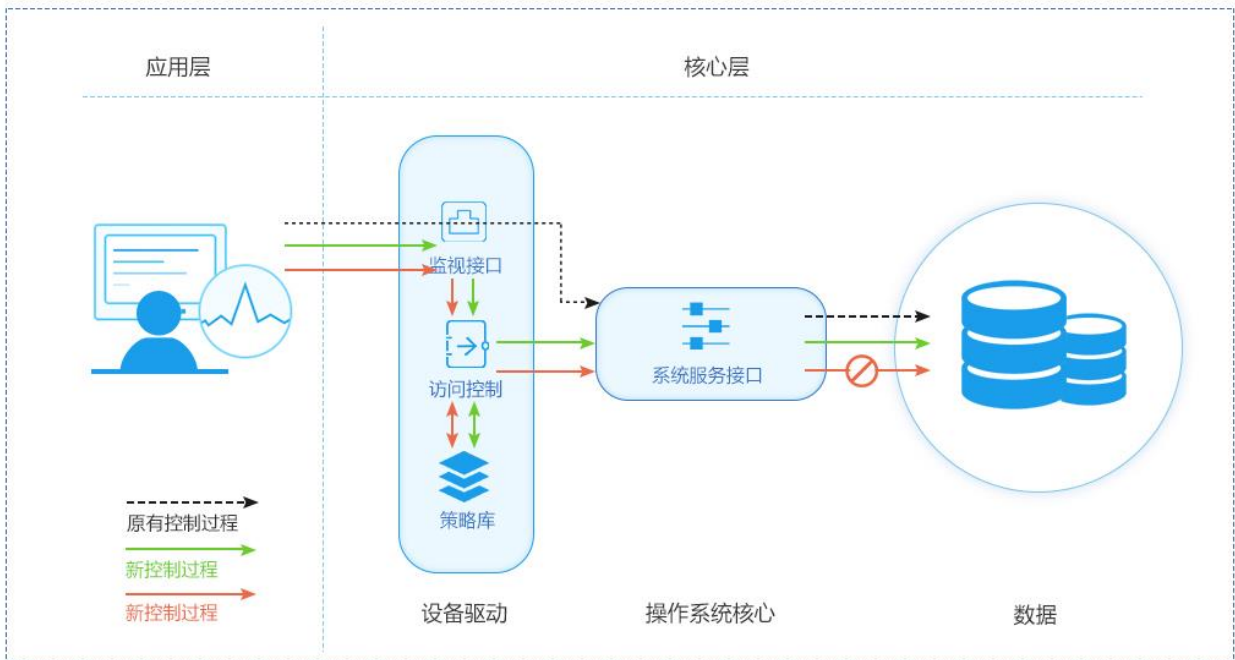 应用层
核心层
监视接口
访问控制
系统服务接口
策略库
原有控制过程
新控制过程
新控制过程
设备驱动
操作系统核心
数据